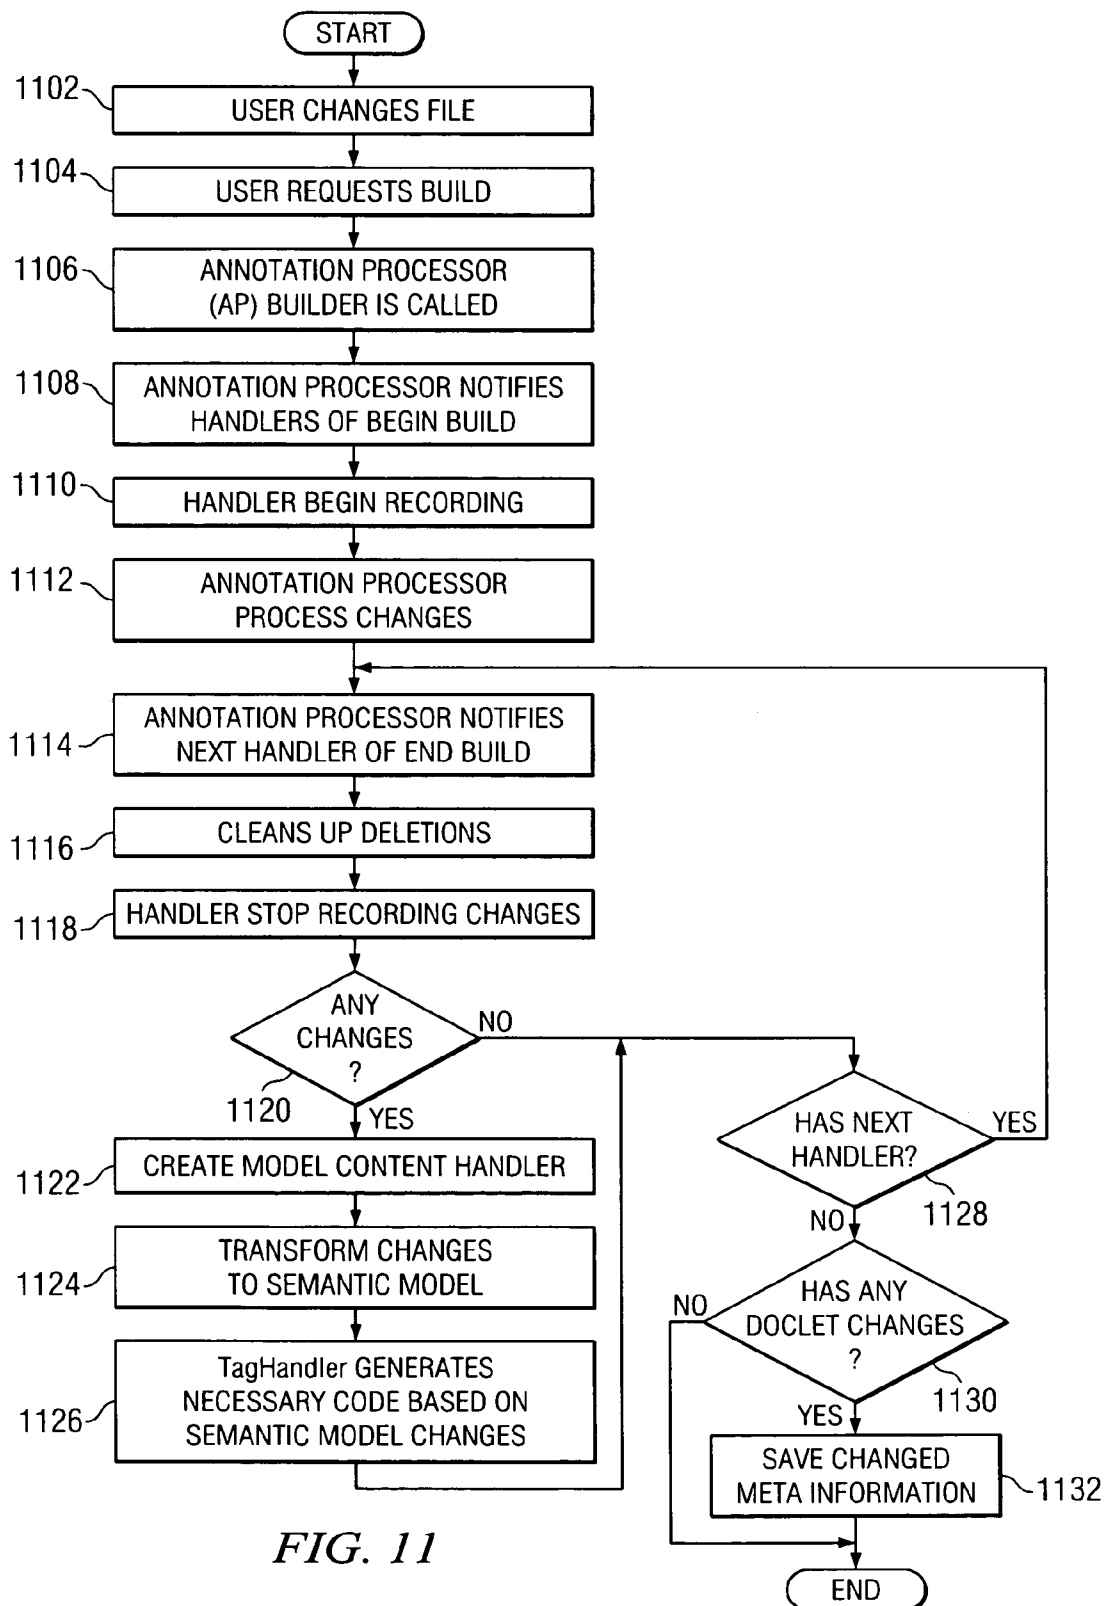 START
1102
USER CHANGES FILE
1104
USER REQUESTS BUILD
1106
ANNOTATION PROCESSOR
(AP) BUILDER IS CALLED
1108
ANNOTATION PROCESSOR NOTIFIES
HANDLERS OF BEGIN BUILD
1110
HANDLER BEGIN RECORDING
1112
ANNOTATION PROCESSOR
PROCESS CHANGES
1114
ANNOTATION PROCESSOR NOTIFIES
NEXT HANDLER OF END BUILD
1116
CLEANS UP DELETIONS
1118
HANDLER STOP RECORDING CHANGES
ANY
CHANGES
?
1120
NO
YES
1122
CREATE MODEL CONTENT HANDLER
1124
TRANSFORM CHANGES
TO SEMANTIC MODEL
1126
TagHandler GENERATES
NECESSARY CODE BASED ON
SEMANTIC MODEL CHANGES
HAS NEXT
HANDLER?
YES
1128
NO
HAS ANY
DOCLET CHANGES
?
NO
1130
YES
SAVE CHANGED
META INFORMATION
1132
END
FIG. 11